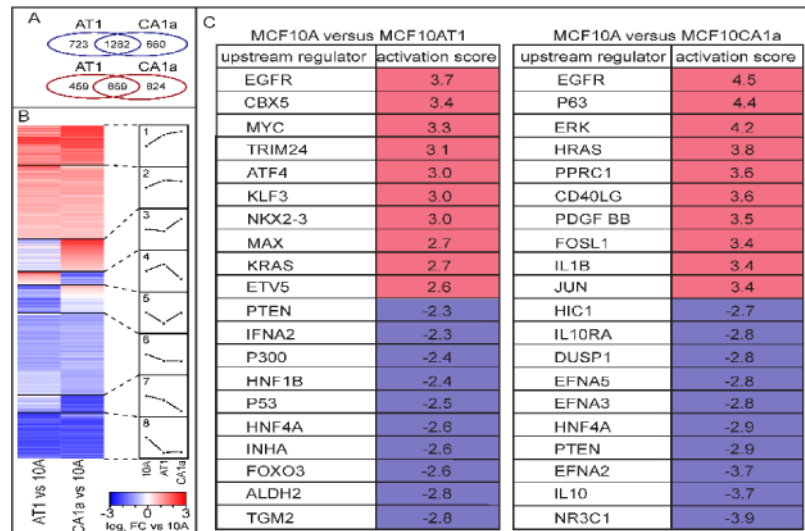 A
AT1 CA1a
723 1282 660
AT1 CA1a
459 869 824
B
1
2
3
4
5
6
7
8
10A AT1 CA1a
AT1 vs 10A CA1a vs 10A
-3 0 3
log₂ FC vs 10A
C
MCF10A versus MCF10AT1
upstream regulator activation score
EGFR 3.7
CBX5 3.4
MYC 3.3
TRIM24 3.1
ATF4 3.0
KLF3 3.0
NKX2-3 3.0
MAX 2.7
KRAS 2.7
ETV5 2.6
PTEN -2.3
IFNA2 -2.3
P300 -2.4
HNF1B -2.4
P53 -2.5
HNF4A -2.6
INHA -2.6
FOXO3 -2.6
ALDH2 -2.8
TGM2 -2.8
MCF10A versus MCF10CA1a
upstream regulator activation score
EGFR 4.5
P63 4.4
ERK 4.2
HRAS 3.8
PPRC1 3.6
CD40LG 3.6
PDGF BB 3.5
FOSL1 3.4
IL1B 3.4
JUN 3.4
HIC1 -2.7
IL10RA -2.8
DUSP1 -2.8
EFNA5 -2.8
EFNA3 -2.8
HNF4A -2.9
PTEN -2.9
EFNA2 -3.7
IL10 -3.7
NR3C1 -3.9